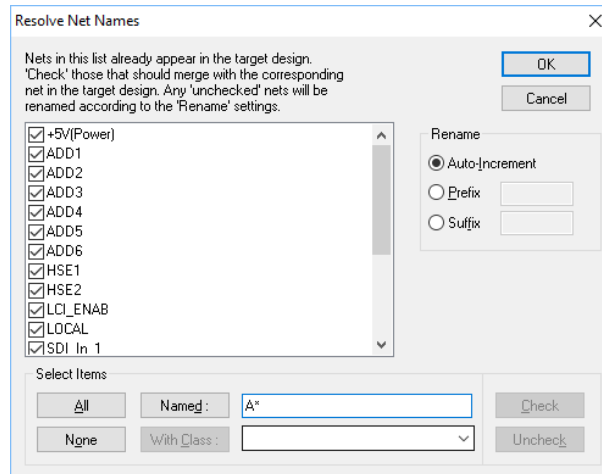 Resolve Net Names
Nets in this list already appear in the target design.
'Check' those that should merge with the corresponding
net in the target design. Any 'unchecked' nets will be
renamed according to the 'Rename' settings.
OK
Cancel
+5V(Power)
ADD1
ADD2
ADD3
ADD4
ADD5
ADD6
HSE1
HSE2
LCI_ENAB
LOCAL
SDI_In_1
Rename
Auto-Increment
Prefix
Suffix
Select Items
All
Named :
A*
Check
None
With Class :
Uncheck